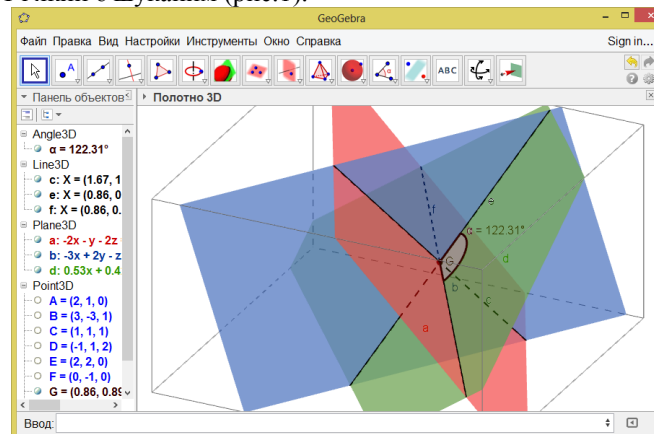 GeoGebra
Файл Правка Вид Настройки Инструменты Окно Справка Sign in...
ABC
Панель объектов Полотно 3D
Angle3D
α = 122.31°
Line3D
c: X = (1.67, 1
e: X = (0.86, 0
f: X = (0.86, 0.
Plane3D
a: -2x - y - 2z
b: -3x + 2y - z
d: 0.53x + 0.4
Point3D
A = (2, 1, 0)
B = (3, -3, 1)
C = (1, 1, 1)
D = (-1, 1, 2)
E = (2, 2, 0)
F = (0, -1, 0)
G = (0.86, 0.89
f
e
α = 122.31°
G
d
b
c
a
Ввод: